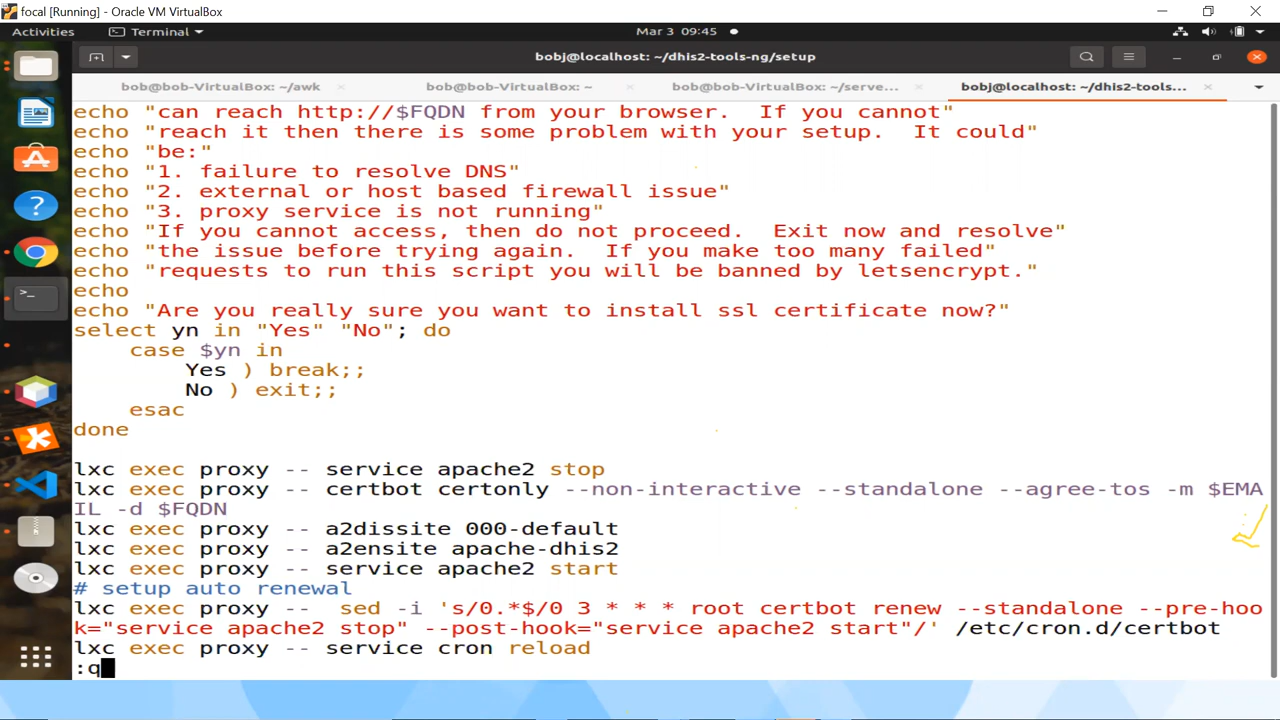 focal [Running] - Oracle VM VirtualBox
Activities
Terminal
Mar 3 09:45
bobj@localhost: ~/dhis2-tools-ng/setup
bob@bob-VirtualBox: ~/awk
bob@bob-VirtualBox: ~
bob@bob-VirtualBox: ~/serve...
bobj@localhost: ~/dhis2-tools...
echo "can reach http://$FQDN from your browser.  If you cannot"
echo "reach it then there is some problem with your setup.  It could"
echo "be:"
echo "1. failure to resolve DNS"
echo "2. external or host based firewall issue"
echo "3. proxy service is not running"
echo "If you cannot access, then do not proceed.  Exit now and resolve"
echo "the issue before trying again.  If you make too many failed"
echo "requests to run this script you will be banned by letsencrypt."
echo
echo "Are you really sure you want to install ssl certificate now?"
select yn in "Yes" "No"; do
    case $yn in
        Yes ) break;;
        No ) exit;;
    esac
done
lxc exec proxy -- service apache2 stop
lxc exec proxy -- certbot certonly --non-interactive --standalone --agree-tos -m $EMA
IL -d $FQDN
lxc exec proxy -- a2dissite 000-default
lxc exec proxy -- a2ensite apache-dhis2
lxc exec proxy -- service apache2 start
# setup auto renewal
lxc exec proxy --  sed -i 's/0.*$/0 3 * * * root certbot renew --standalone --pre-hoo
k="service apache2 stop" --post-hook="service apache2 start"/' /etc/cron.d/certbot
lxc exec proxy -- service cron reload
:q